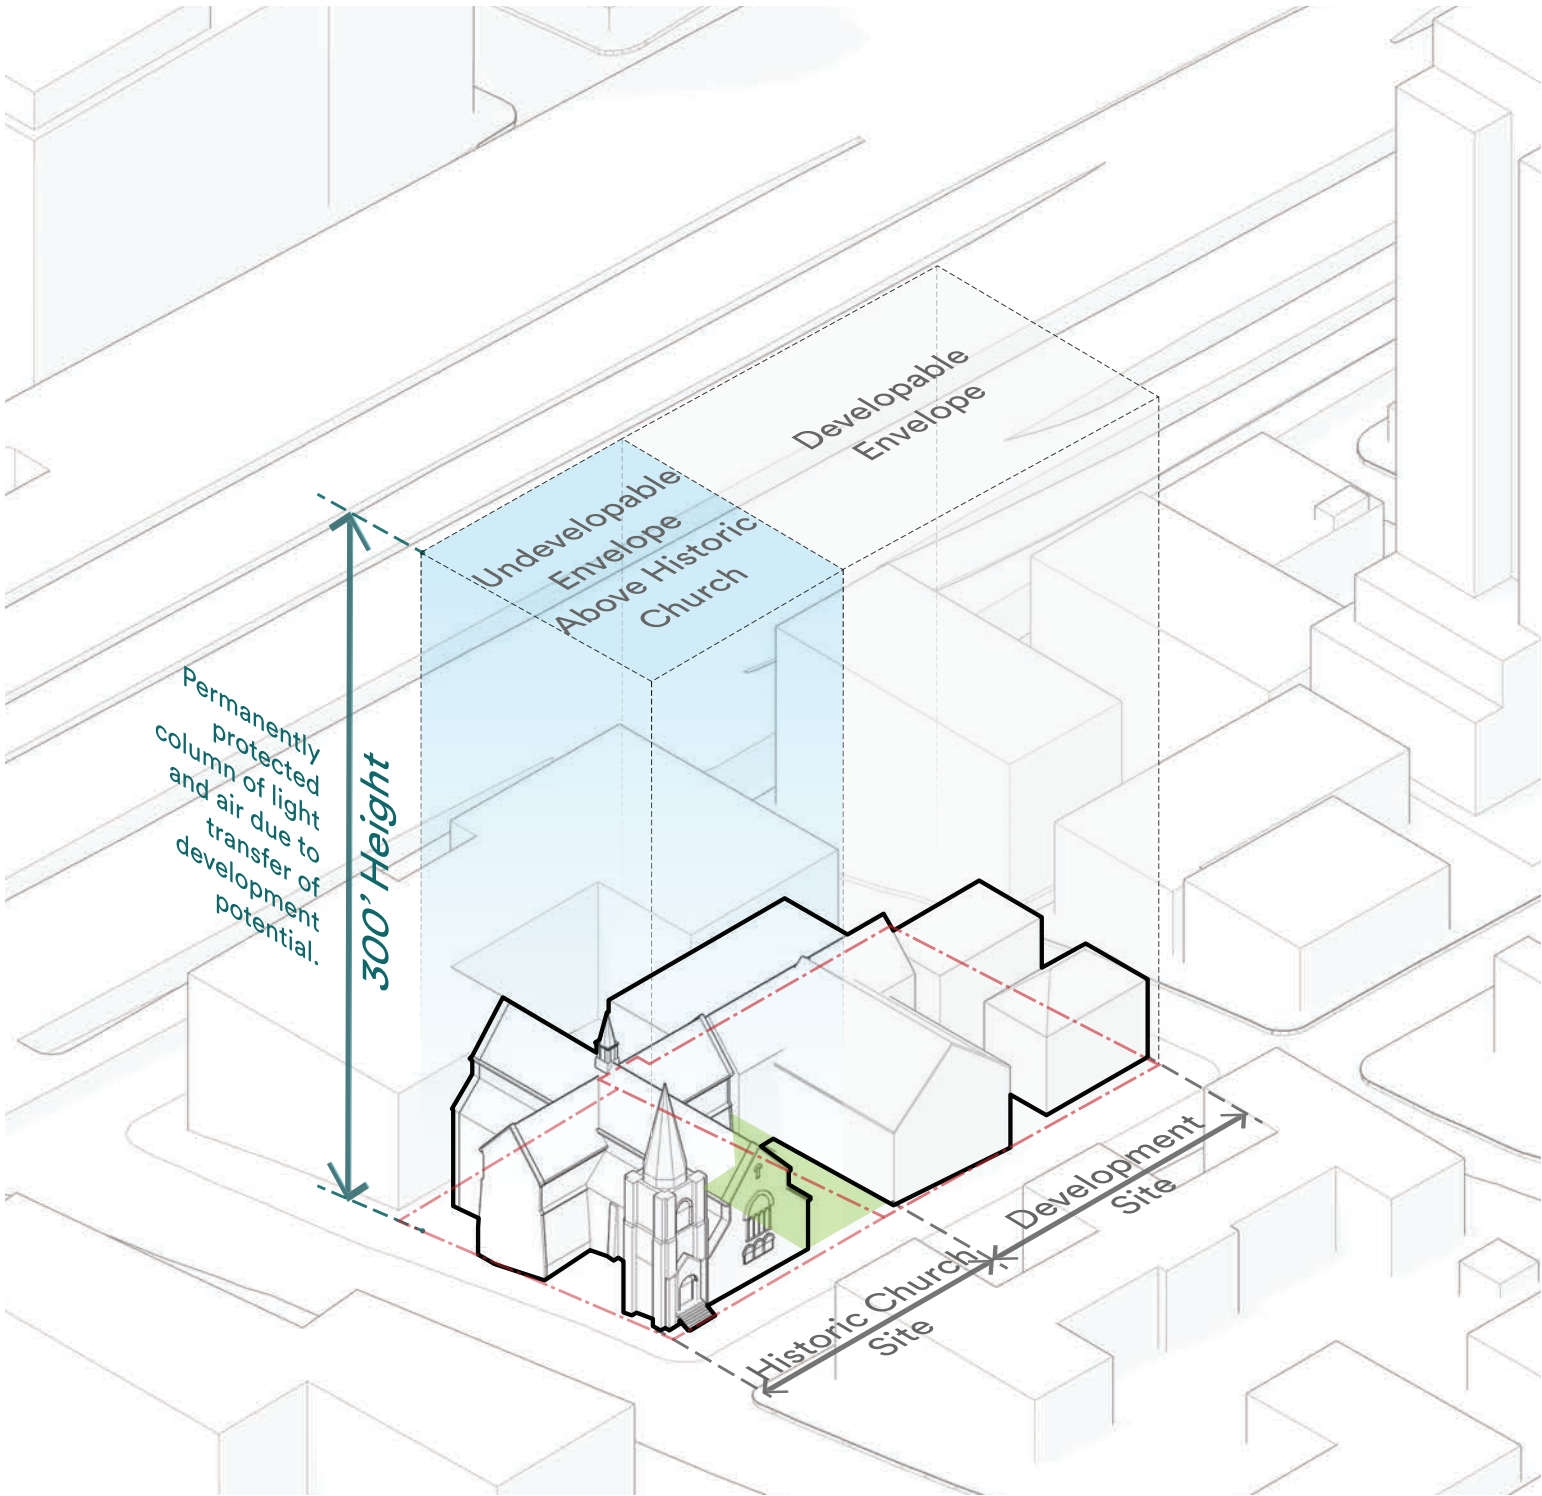 Developable
Envelope
Undevelopable
Envelope
Above Historic
Church
Permanently
protected
column of light
and air due to
transfer of
development
potential.
300’ Height
Development
Site
Historic Church
Site